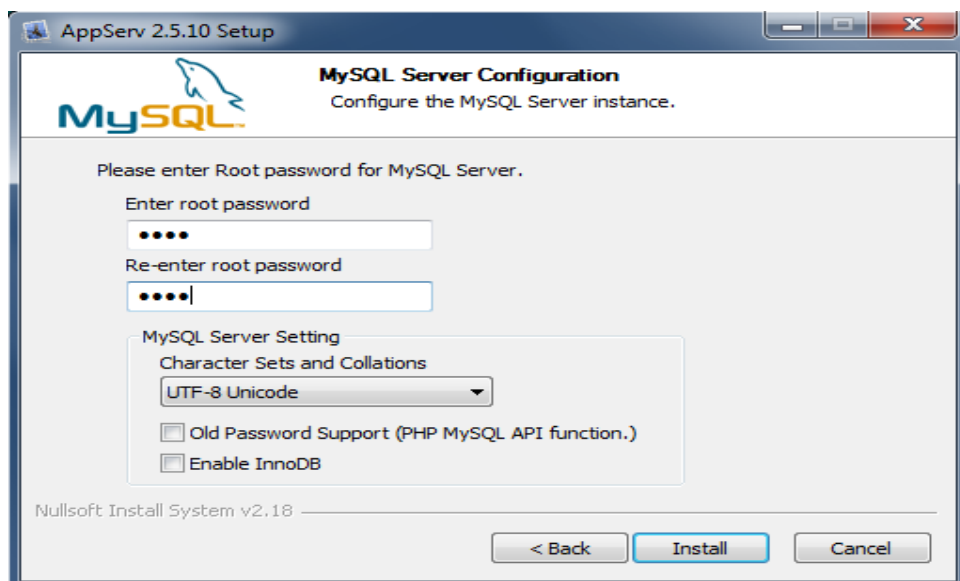 AppServ 2.5.10 Setup
MySQL Server Configuration
Configure the MySQL Server instance.
MySQL
Please enter Root password for MySQL Server.
Enter root password
••••
Re-enter root password
••••
MySQL Server Setting
Character Sets and Collations
UTF-8 Unicode
Old Password Support (PHP MySQL API function.)
Enable InnoDB
Nullsoft Install System v2.18
< Back Install Cancel